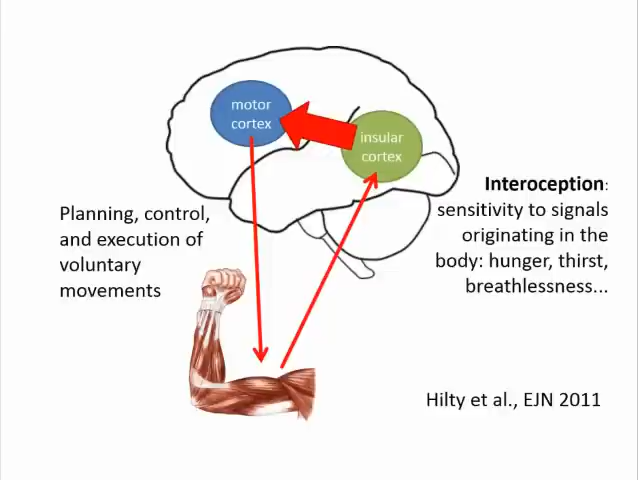 motor
cortex
insular
cortex
Planning, control,
and execution of
voluntary
movements
Interoception:
sensitivity to signals
originating in the
body: hunger, thirst,
breathlessness...
Hilty et al., EJN 2011